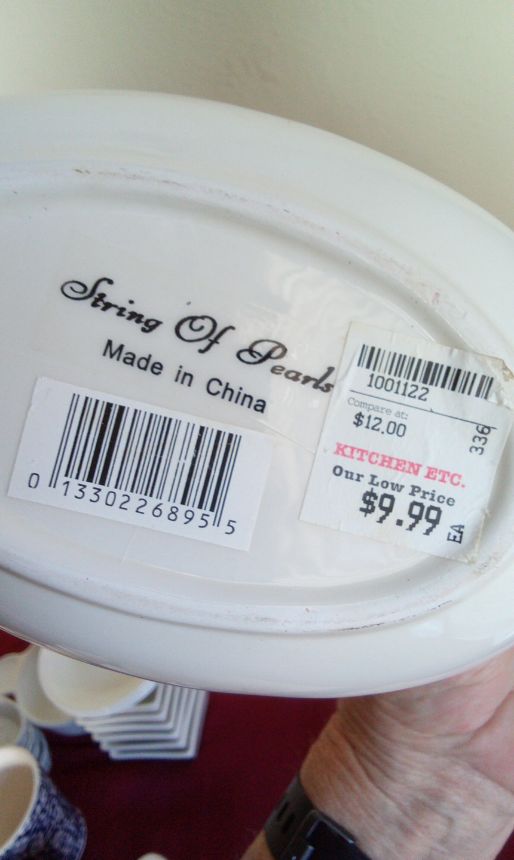 String Of Pearls
Made in China
0 13302 26895 5
1001122
Compare at:
$12.00
336
KITCHEN ETC.
Our Low Price
$9.99 EA